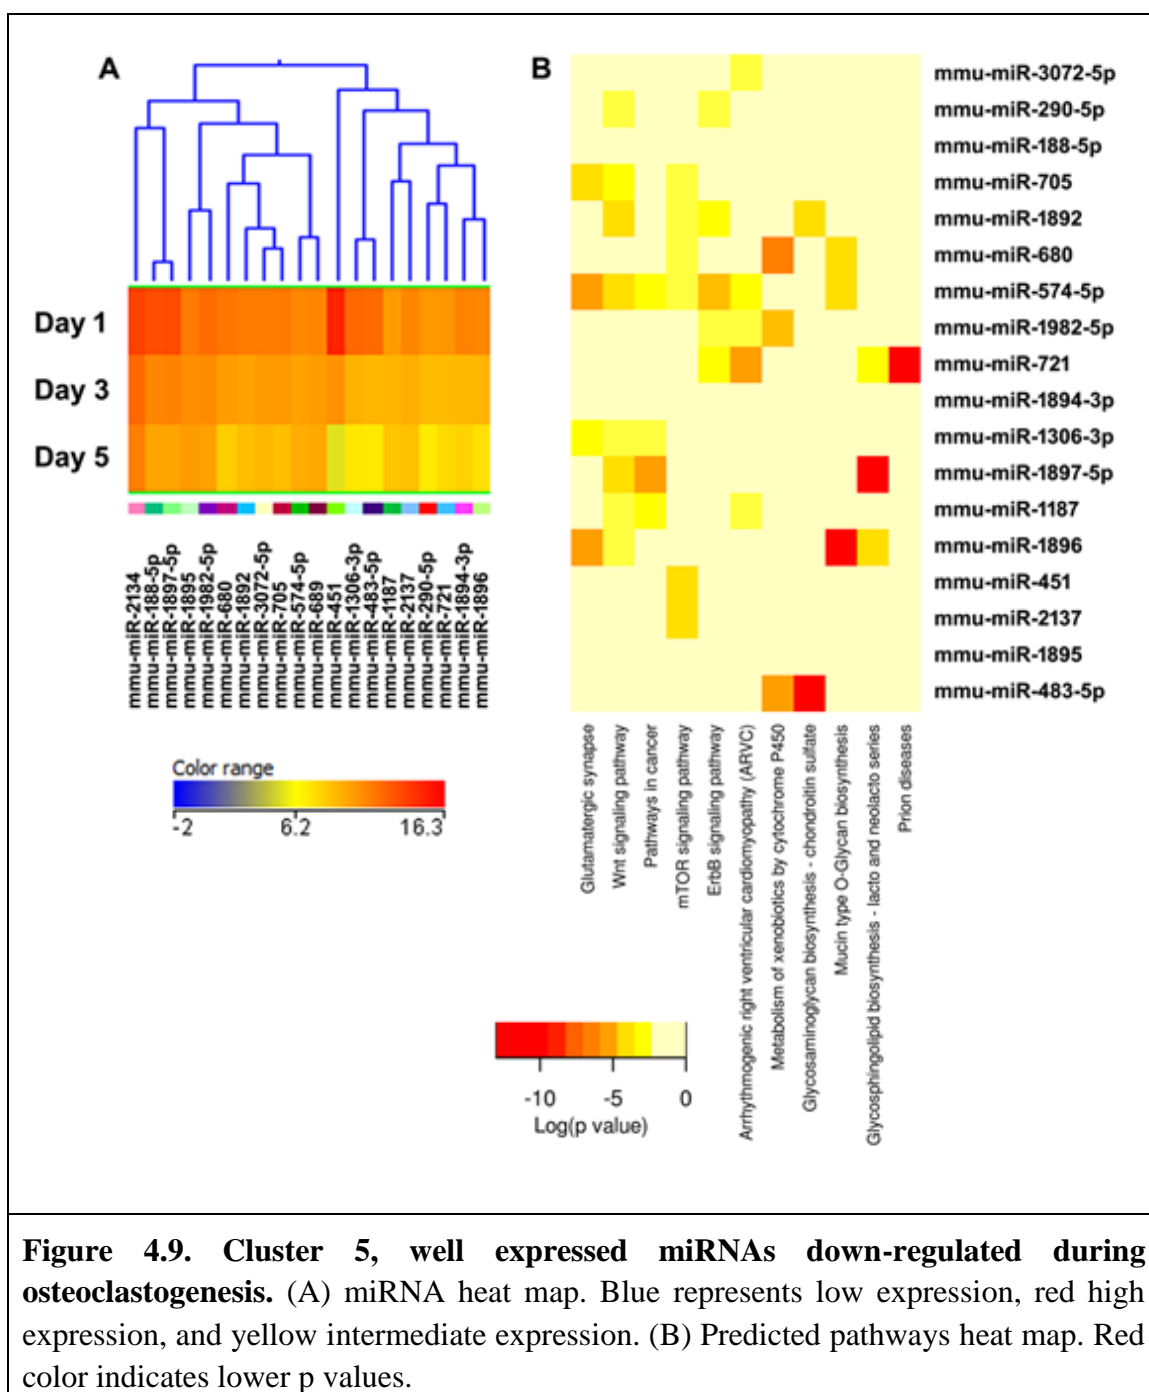 A
B
Day 1
Day 3
Day 5
mmu-miR-2134
mmu-miR-188-5p
mmu-miR-1897-5p
mmu-miR-1895
mmu-miR-1982-5p
mmu-miR-680
mmu-miR-1892
mmu-miR-3072-5p
mmu-miR-705
mmu-miR-574-5p
mmu-miR-689
mmu-miR-451
mmu-miR-1306-3p
mmu-miR-483-5p
mmu-miR-1187
mmu-miR-2137
mmu-miR-290-5p
mmu-miR-721
mmu-miR-1894-3p
mmu-miR-1896
Color range
-2 6.2 16.3
mmu-miR-3072-5p
mmu-miR-290-5p
mmu-miR-188-5p
mmu-miR-705
mmu-miR-1892
mmu-miR-680
mmu-miR-574-5p
mmu-miR-1982-5p
mmu-miR-721
mmu-miR-1894-3p
mmu-miR-1306-3p
mmu-miR-1897-5p
mmu-miR-1187
mmu-miR-1896
mmu-miR-451
mmu-miR-2137
mmu-miR-1895
mmu-miR-483-5p
Glutamatergic synapse
Wnt signaling pathway
Pathways in cancer
mTOR signaling pathway
ErbB signaling pathway
Arrhythmogenic right ventricular cardiomyopathy (ARVC)
Metabolism of xenobiotics by cytochrome P450
Glycosaminoglycan biosynthesis - chondroitin sulfate
Mucin type O-Glycan biosynthesis
Glycosphingolipid biosynthesis - lacto and neolacto series
Prion diseases
-10 -5 0
Log(p value)
Figure 4.9. Cluster 5, well expressed miRNAs down-regulated during
osteoclastogenesis. (A) miRNA heat map. Blue represents low expression, red high
expression, and yellow intermediate expression. (B) Predicted pathways heat map. Red
color indicates lower p values.